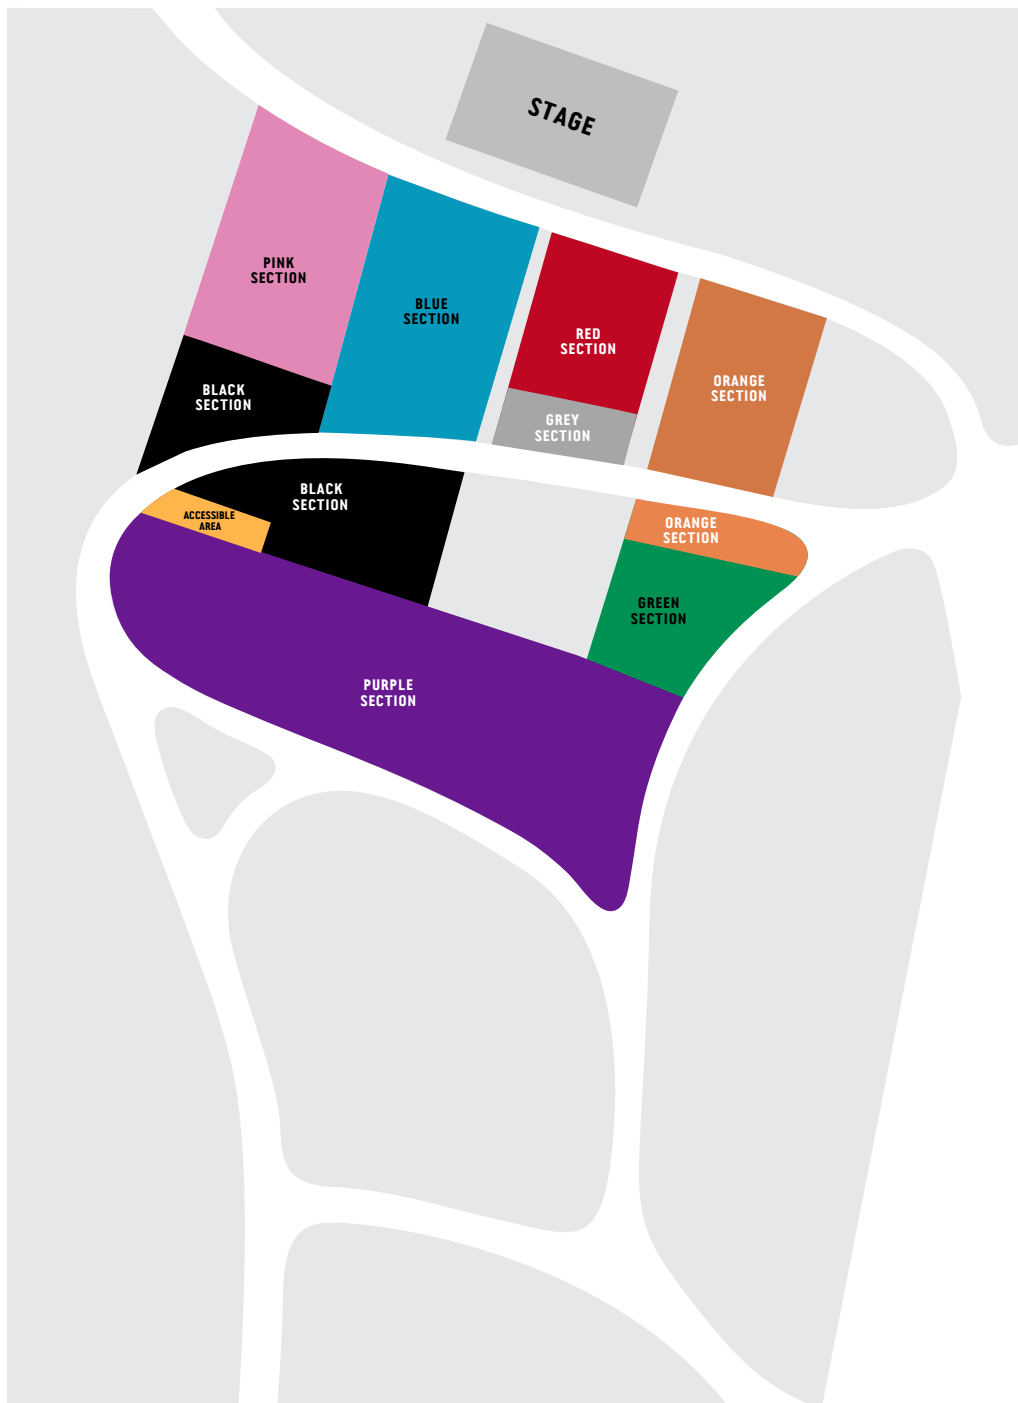 STAGE
PINK
SECTION
BLUE
SECTION
RED
SECTION
ORANGE
SECTION
BLACK
SECTION
GREY
SECTION
BLACK
SECTION
ACCESSIBLE
AREA
ORANGE
SECTION
GREEN
SECTION
PURPLE
SECTION